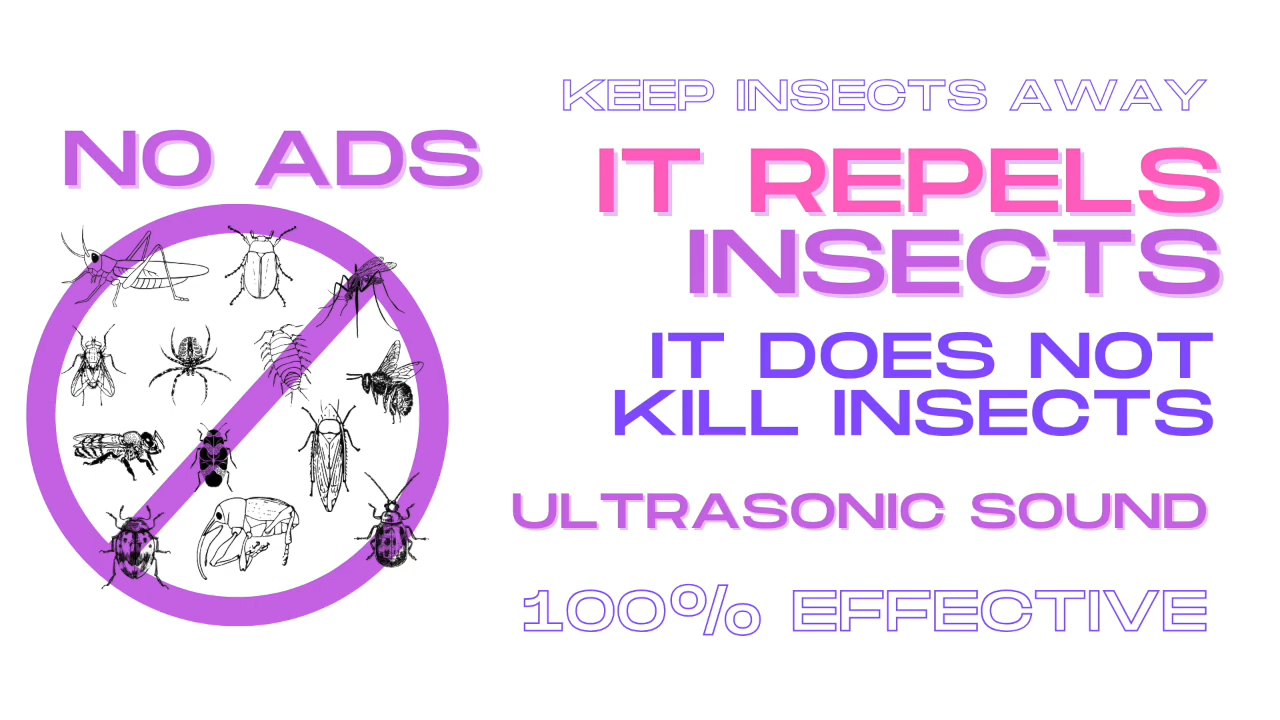 NO ADS
KEEP INSECTS AWAY
IT REPELS
INSECTS
IT DOES NOT
KILL INSECTS
ULTRASONIC SOUND
100% EFFECTIVE